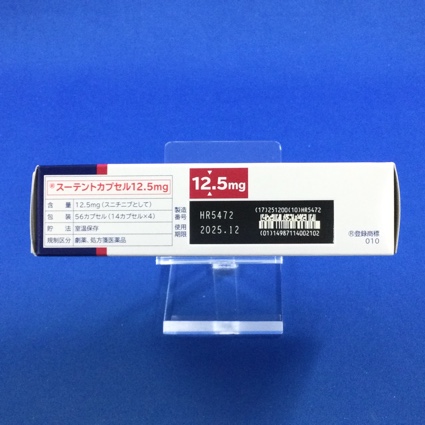 ※スーテントカプセル12.5mg
含 量 12.5mg(スニチニブとして)
包 装 56カプセル(14カプセル×4)
貯 法 室温保存
規制区分 劇薬、処方箋医薬品
12.5mg
製造番号 HR5472
使用期限 2025.12
(17)251200(10)HR5472
(01)14987114002102
Ⓡ登録商標
010